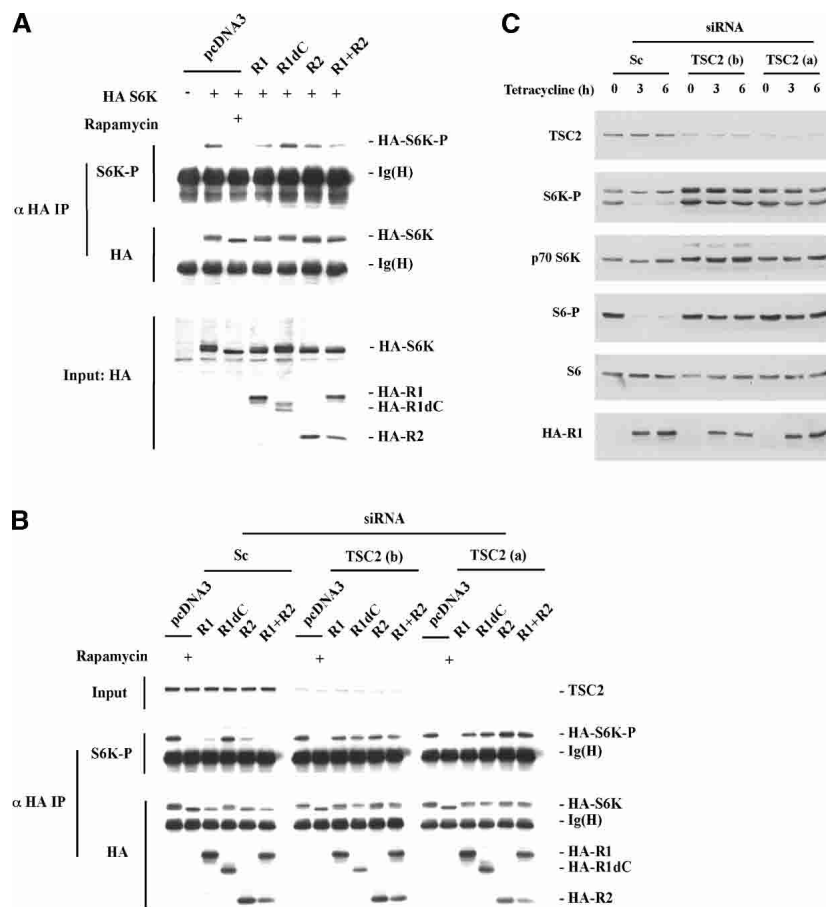 A
pcDNA3 R1 R1dC R2 R1+R2
HA S6K - + + + + + +
Rapamycin +
α HA IP
S6K-P
- HA-S6K-P
- Ig(H)
HA
- HA-S6K
- Ig(H)
Input: HA
- HA-S6K
- HA-R1
- HA-R1dC
- HA-R2
C
siRNA
Sc TSC2 (b) TSC2 (a)
Tetracycline (h) 0 3 6 0 3 6 0 3 6
TSC2
S6K-P
p70 S6K
S6-P
S6
HA-R1
B
siRNA
Sc TSC2 (b) TSC2 (a)
pcDNA3 R1 R1dC R2 R1+R2 pcDNA3 R1 R1dC R2 R1+R2 pcDNA3 R1 R1dC R2 R1+R2
Rapamycin + + +
Input - TSC2
α HA IP
S6K-P
- HA-S6K-P
- Ig(H)
HA
- HA-S6K
- Ig(H)
- HA-R1
- HA-R1dC
- HA-R2